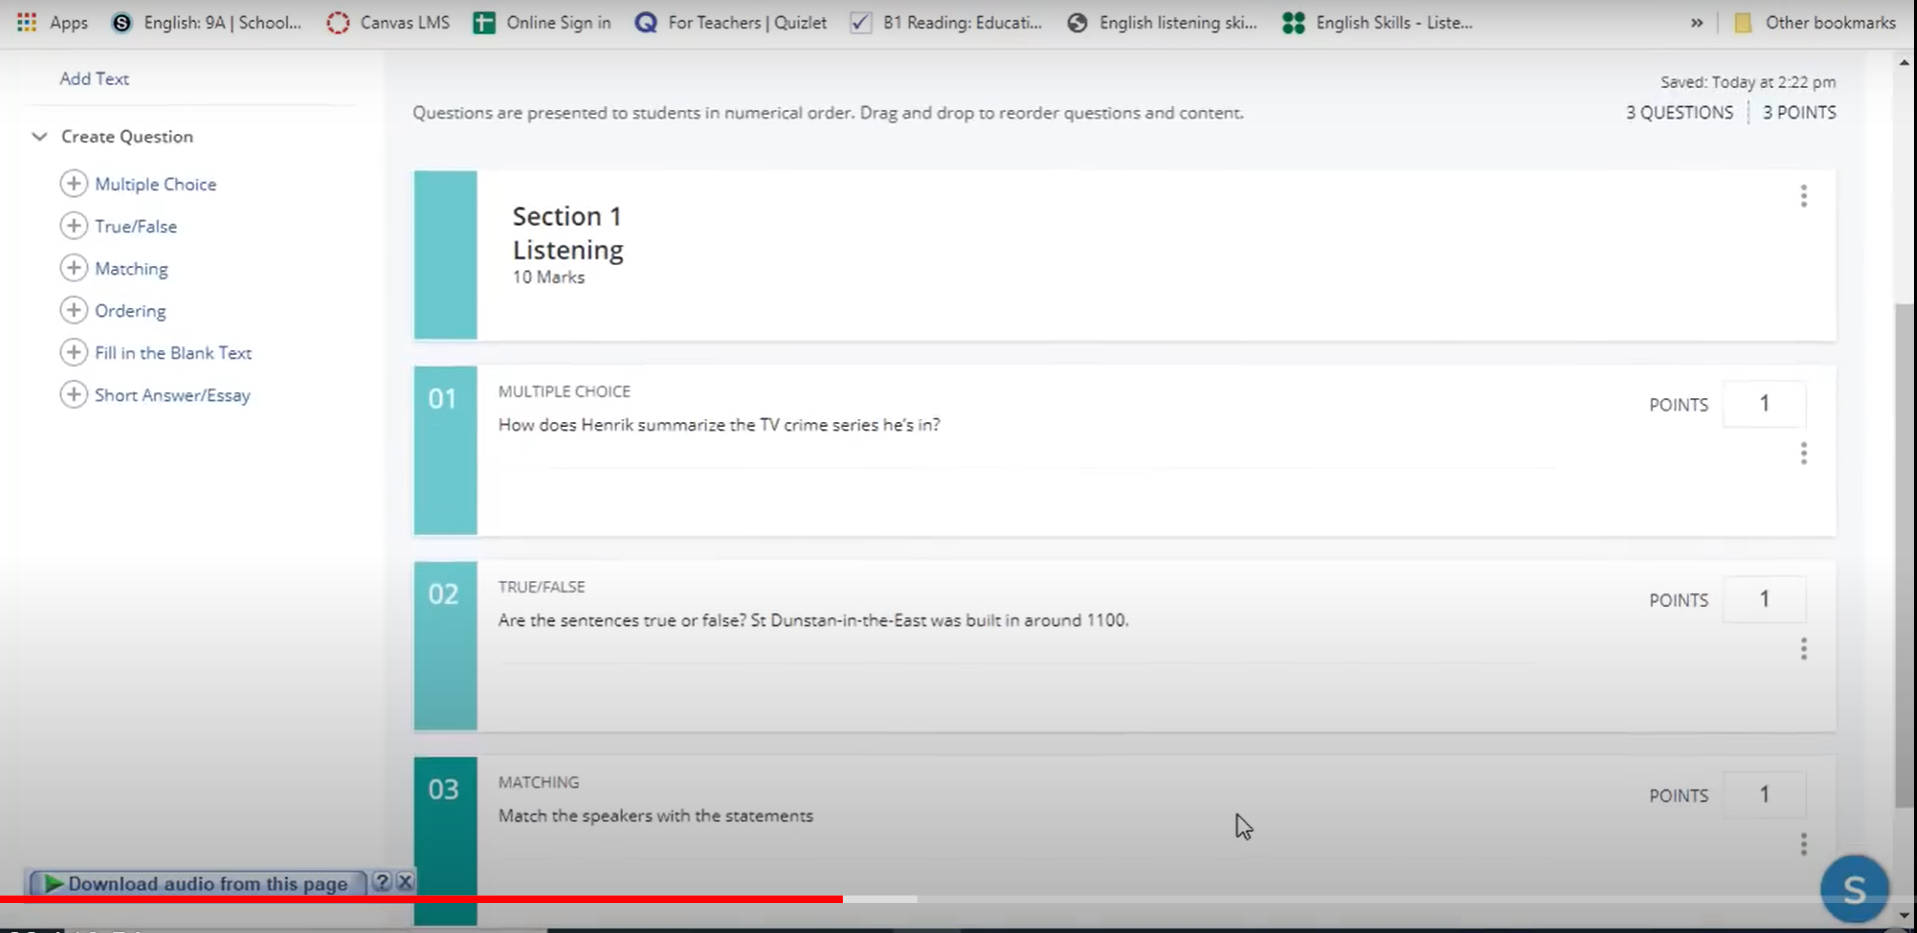 Apps
English: 9A | School...
Canvas LMS
Online Sign in
For Teachers | Quizlet
B1 Reading: Educati...
English listening ski...
English Skills - Liste...
»
Other bookmarks
Add Text
Create Question
Multiple Choice
True/False
Matching
Ordering
Fill in the Blank Text
Short Answer/Essay
Saved: Today at 2:22 pm
Questions are presented to students in numerical order. Drag and drop to reorder questions and content.
3 QUESTIONS | 3 POINTS
Section 1
Listening
10 Marks
01
MULTIPLE CHOICE
How does Henrik summarize the TV crime series he's in?
POINTS 1
02
TRUE/FALSE
Are the sentences true or false? St Dunstan-in-the-East was built in around 1100.
POINTS 1
03
MATCHING
Match the speakers with the statements
POINTS 1
Download audio from this page ? X
S